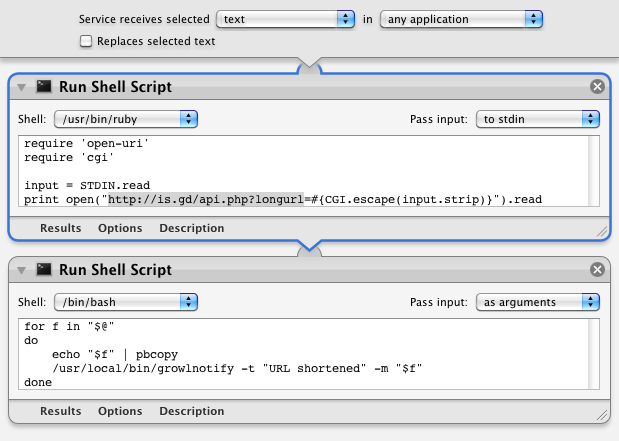 Service receives selected text in any application
Replaces selected text
Run Shell Script
Shell: /usr/bin/ruby Pass input: to stdin
require 'open-uri'
require 'cgi'
input = STDIN.read
print open("http://is.gd/api.php?longurl=#{CGI.escape(input.strip)}").read
Results Options Description
Run Shell Script
Shell: /bin/bash Pass input: as arguments
for f in "$@"
do
    echo "$f" | pbcopy
    /usr/local/bin/growlnotify -t "URL shortened" -m "$f"
done
Results Options Description